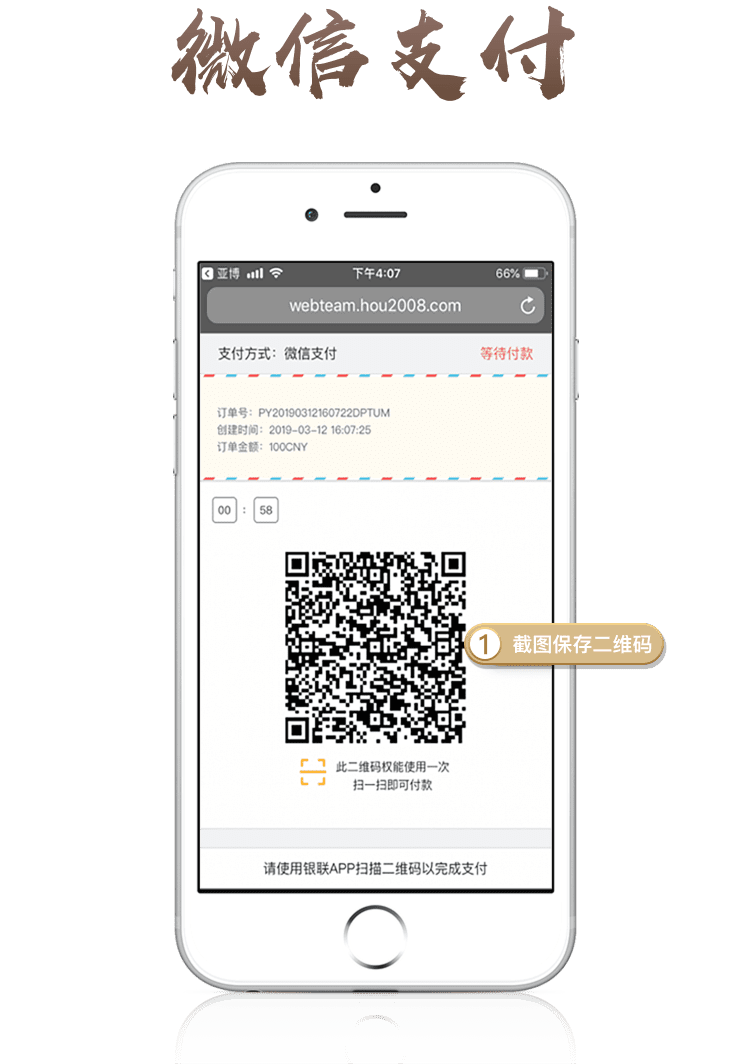 微信支付
亚博
下午4:07
66%
webteam.hou2008.com
支付方式：微信支付
等待付款
订单号：PY20190312160722DPTUM
创建时间：2019-03-12 16:07:25
订单金额：100CNY
00 : 58
1 截图保存二维码
此二维码权能使用一次
扫一扫即可付款
请使用银联APP扫描二维码以完成支付